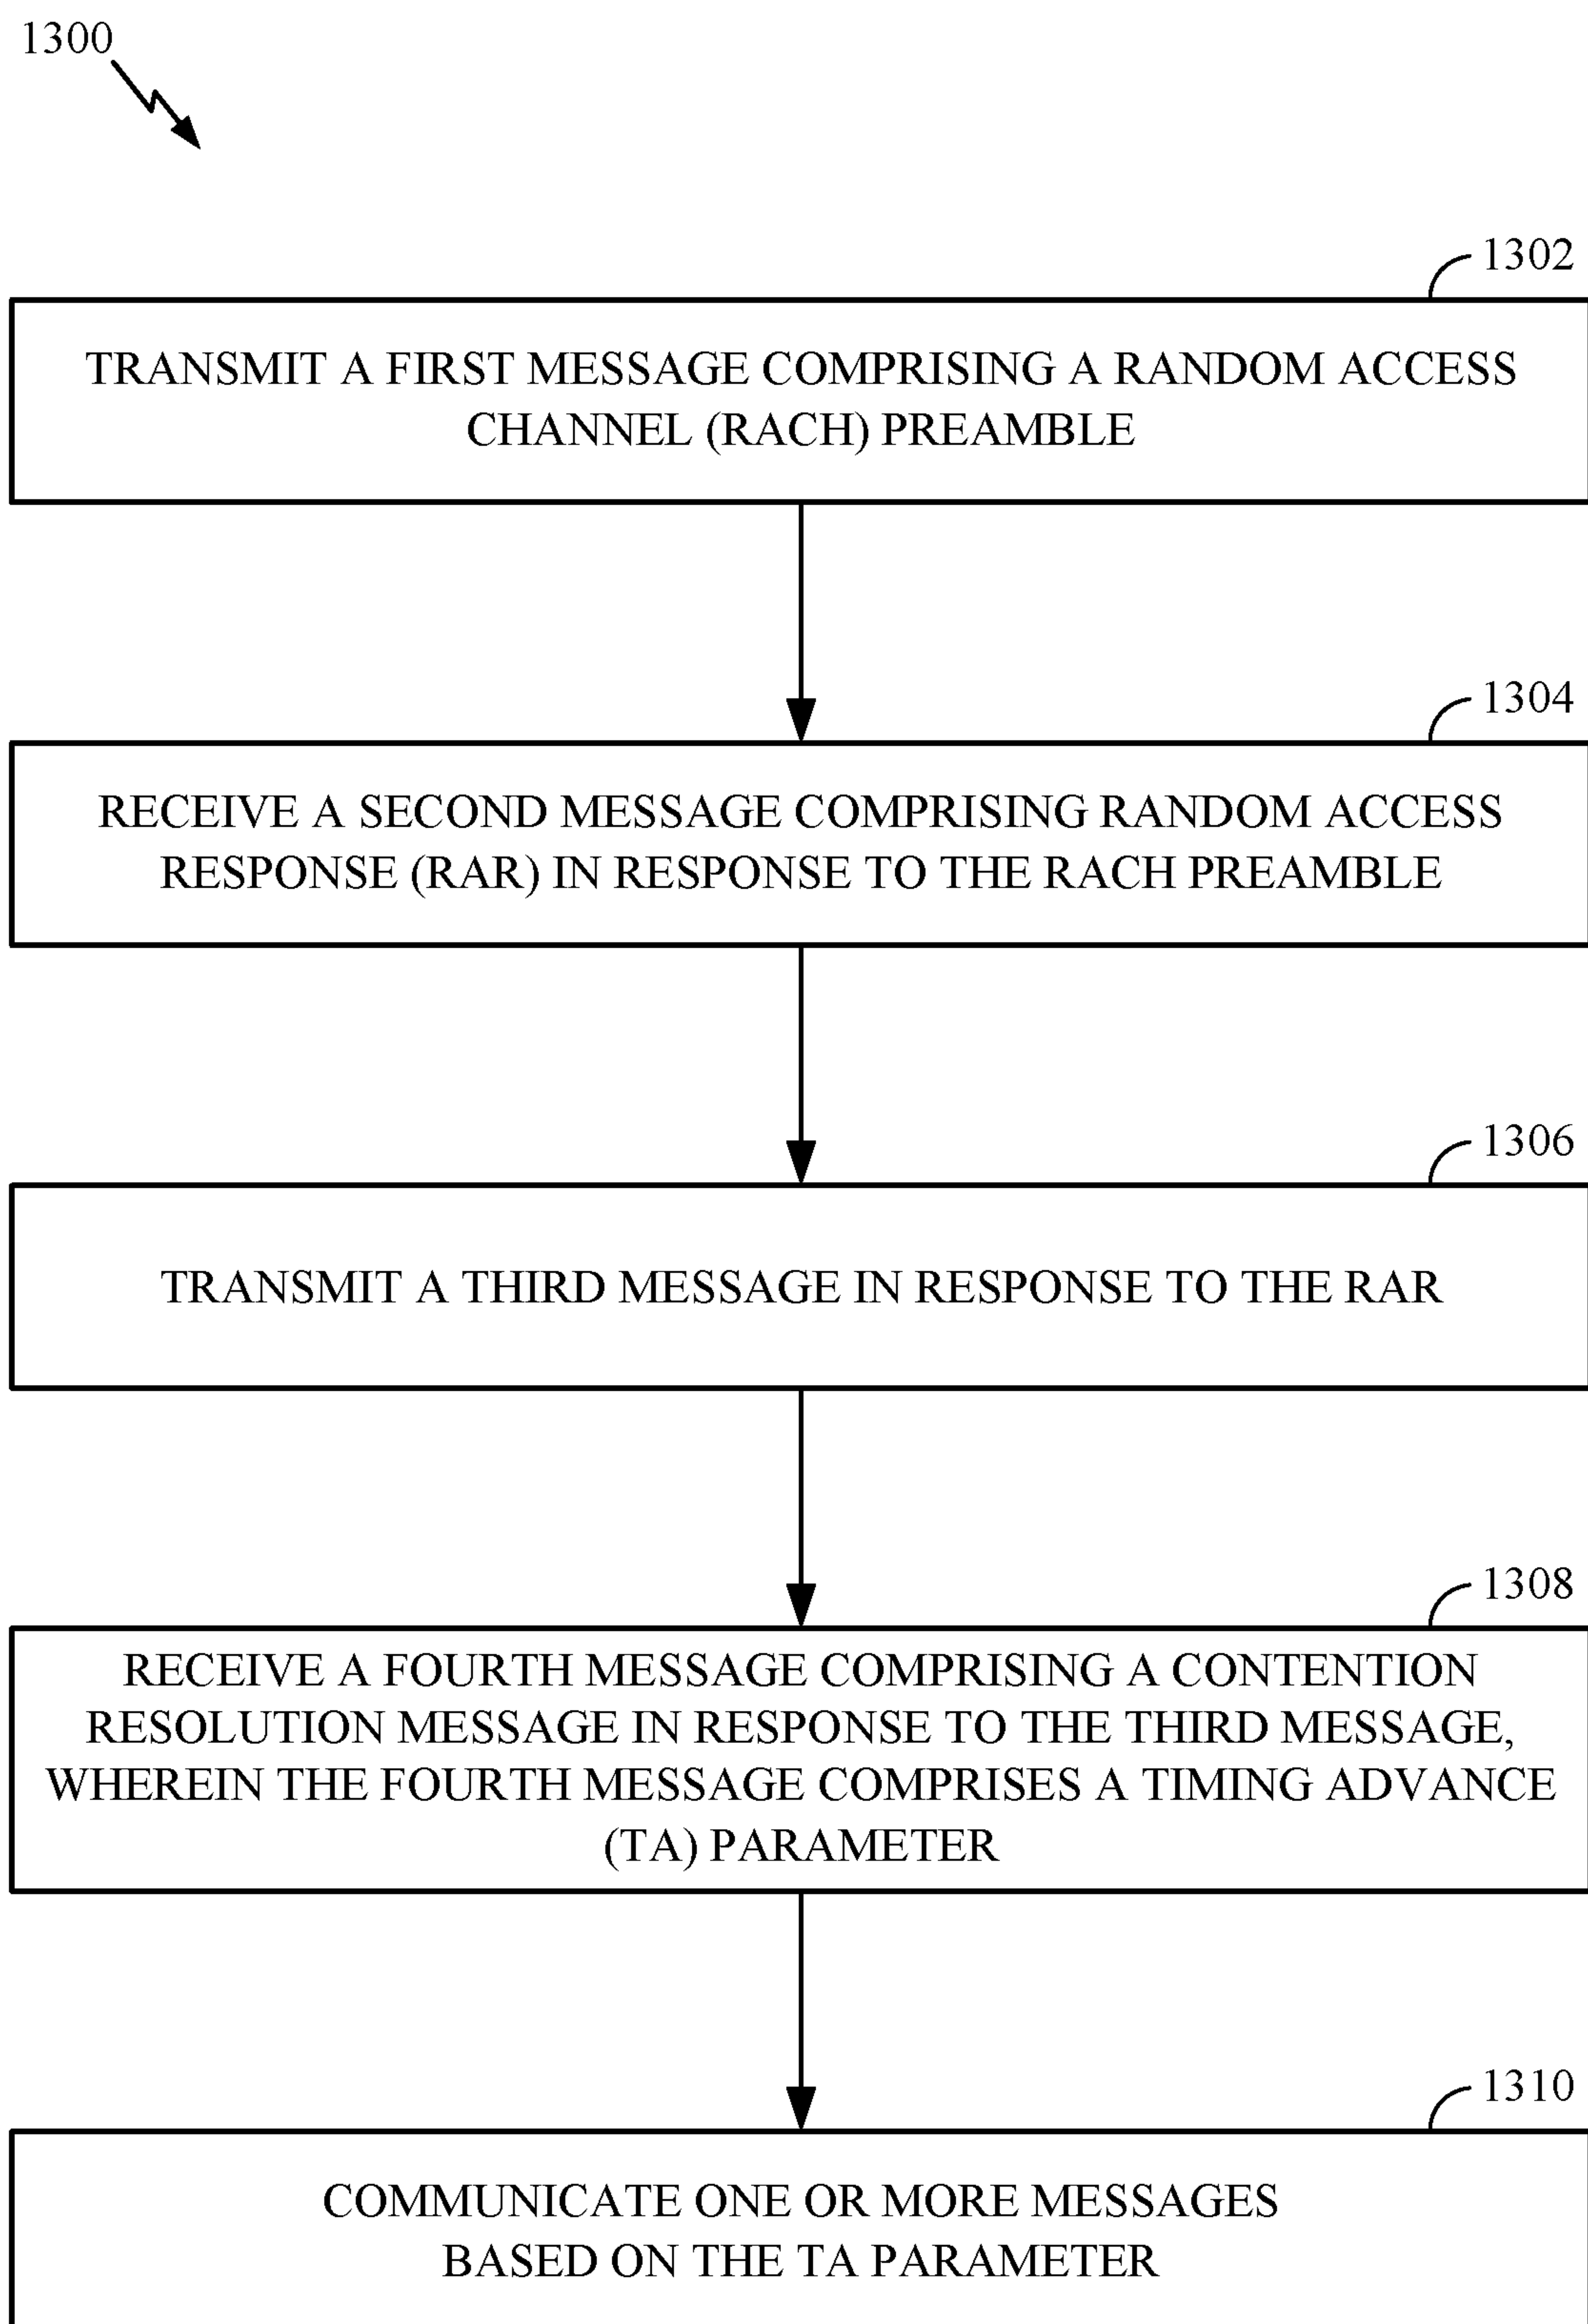 1300
1302
TRANSMIT A FIRST MESSAGE COMPRISING A RANDOM ACCESS
CHANNEL (RACH) PREAMBLE
1304
RECEIVE A SECOND MESSAGE COMPRISING RANDOM ACCESS
RESPONSE (RAR) IN RESPONSE TO THE RACH PREAMBLE
1306
TRANSMIT A THIRD MESSAGE IN RESPONSE TO THE RAR
1308
RECEIVE A FOURTH MESSAGE COMPRISING A CONTENTION
RESOLUTION MESSAGE IN RESPONSE TO THE THIRD MESSAGE,
WHEREIN THE FOURTH MESSAGE COMPRISES A TIMING ADVANCE
(TA) PARAMETER
1310
COMMUNICATE ONE OR MORE MESSAGES
BASED ON THE TA PARAMETER